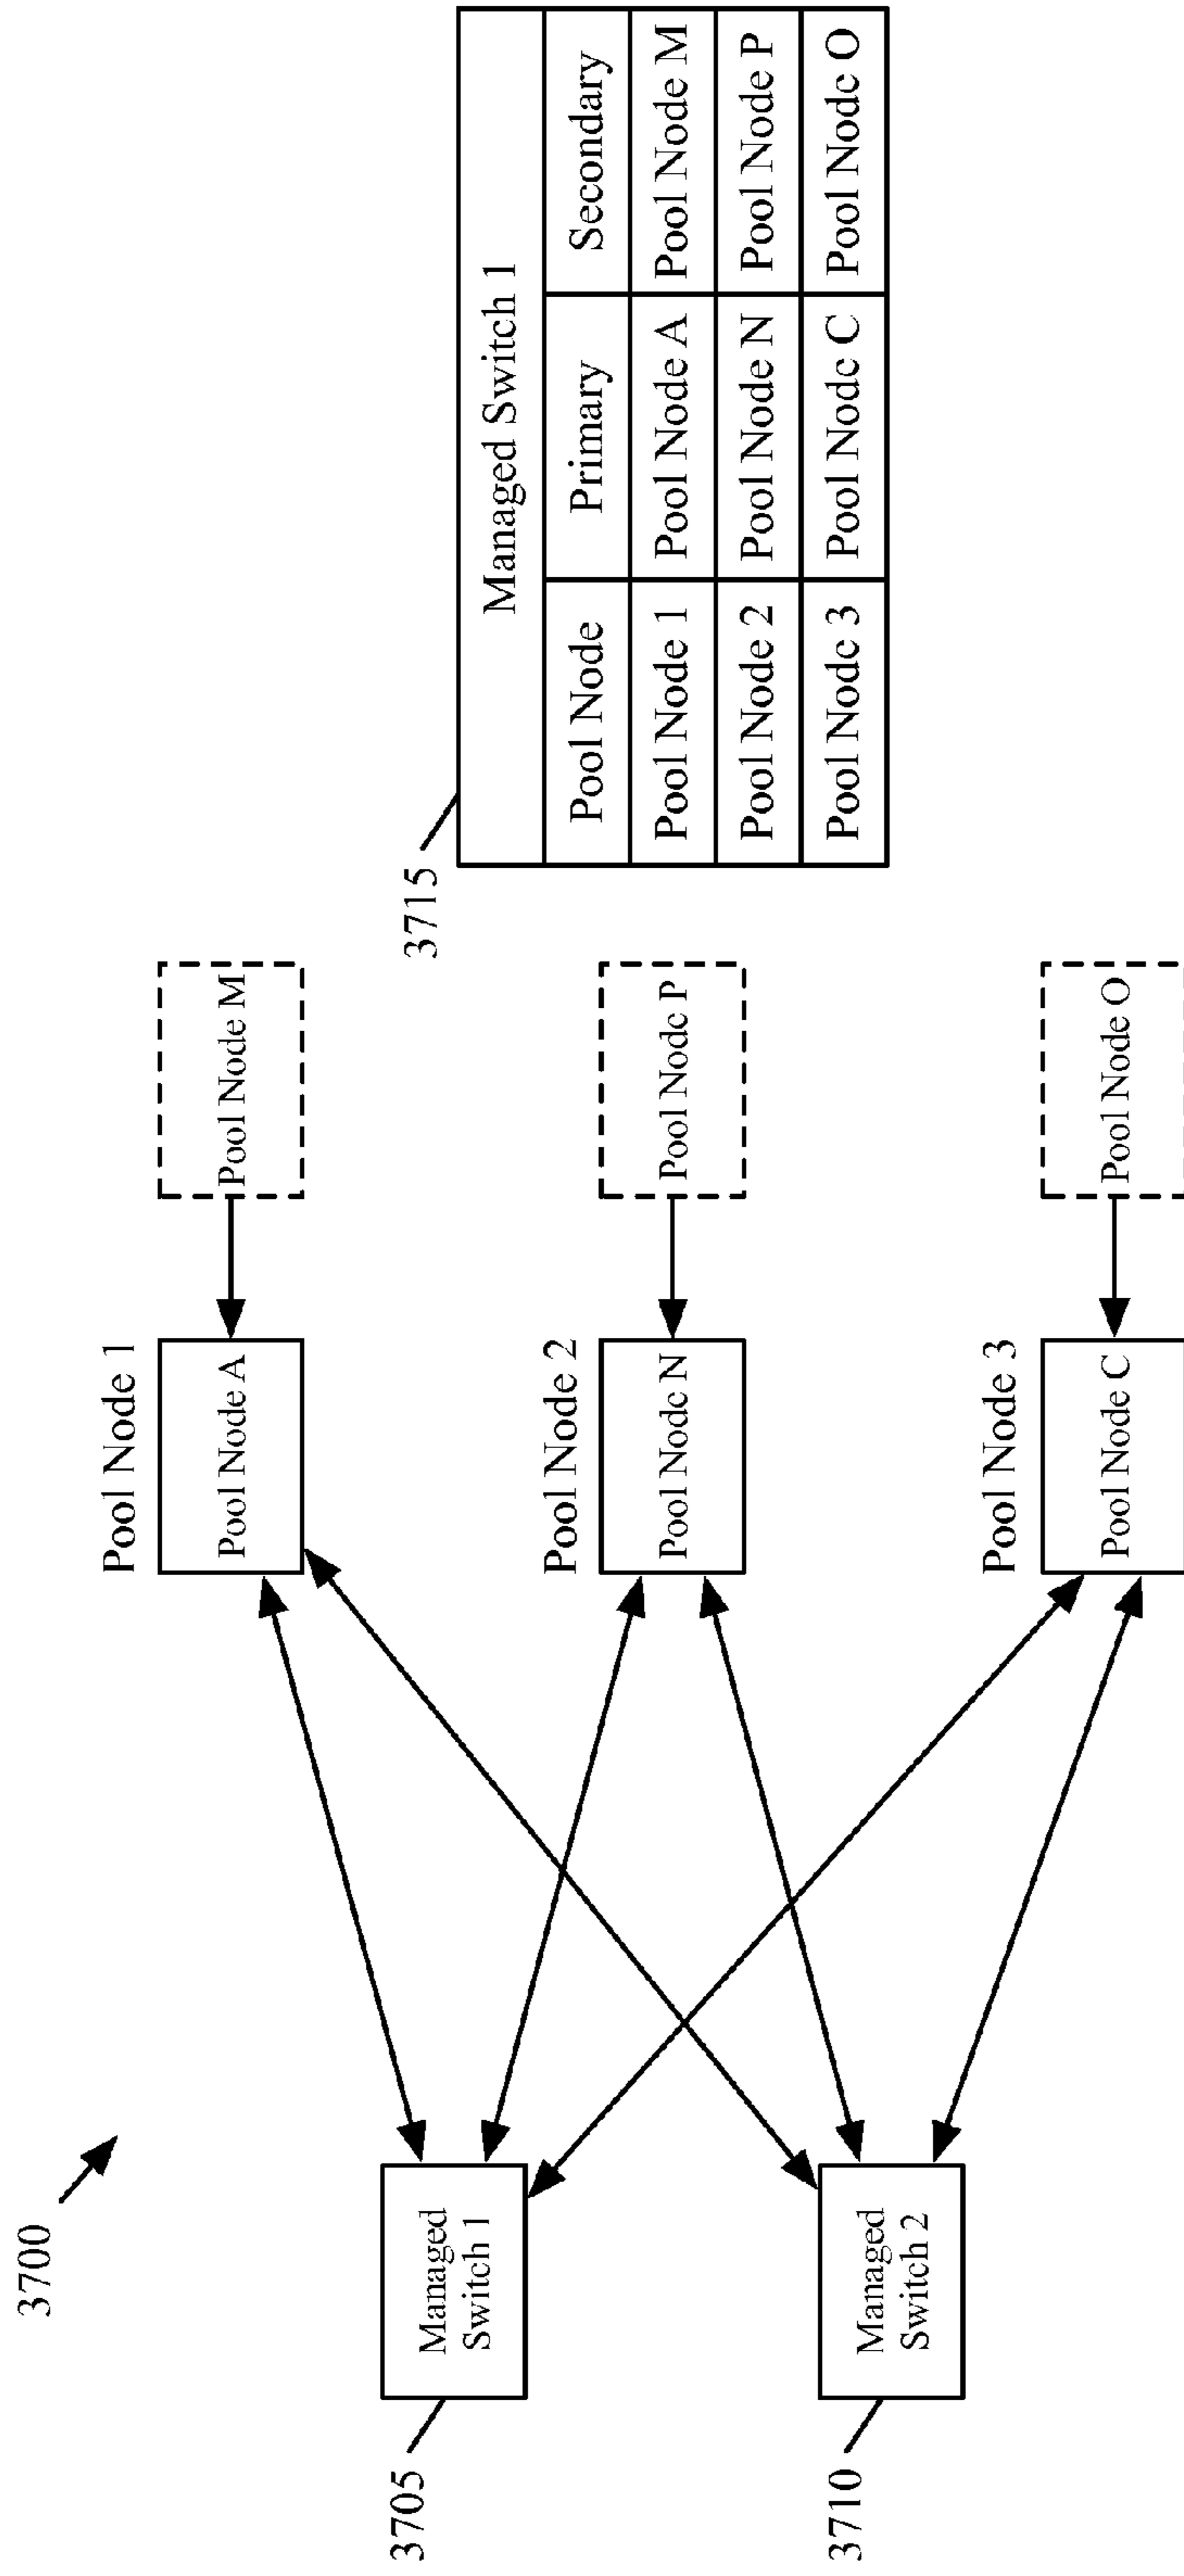 3700
3705
Managed
Switch 1
3710
Managed
Switch 2
Pool Node 1
Pool Node A
Pool Node M
Pool Node 2
Pool Node N
Pool Node P
Pool Node 3
Pool Node C
Pool Node O
3715
Managed Switch 1
Pool Node Primary Secondary
Pool Node 1 Pool Node A Pool Node M
Pool Node 2 Pool Node N Pool Node P
Pool Node 3 Pool Node C Pool Node O